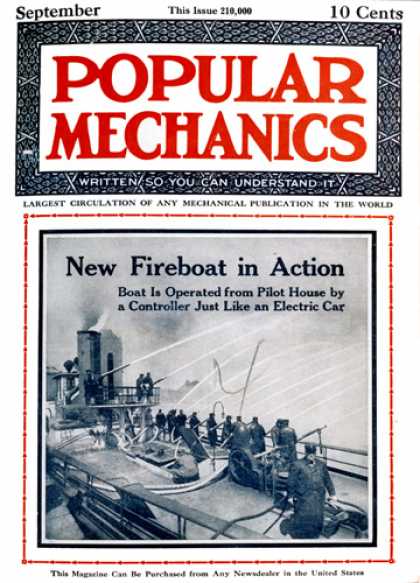 September
This Issue 210,000
10 Cents
POPULAR
MECHANICS
WRITTEN SO YOU CAN UNDERSTAND IT
LARGEST CIRCULATION OF ANY MECHANICAL PUBLICATION IN THE WORLD
New Fireboat in Action
Boat Is Operated from Pilot House by
a Controller Just Like an Electric Car
This Magazine Can Be Purchased from Any Newsdealer in the United States